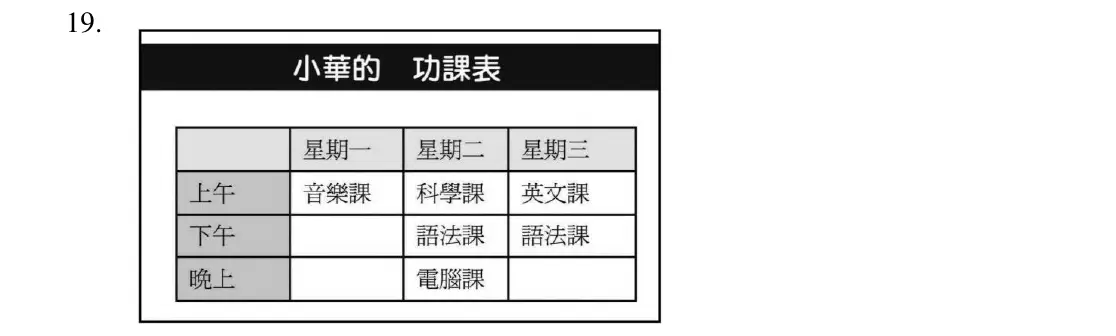 19.
小華的 功課表
星期一 星期二 星期三
上午 音樂課 科學課 英文課
下午 語法課 語法課
晚上 電腦課